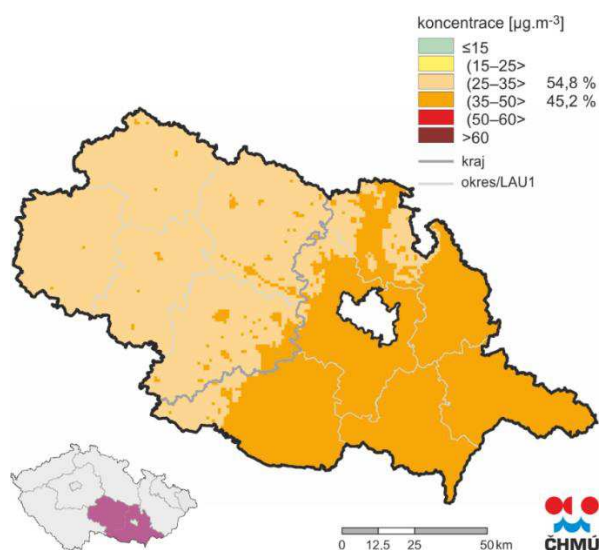 koncentrace [µg.m⁻³]
≤15
(15–25>
(25–35> 54,8 %
(35–50> 45,2 %
(50–60>
>60
kraj
okres/LAU1
0 12.5 25 50 km
ČHMÚ